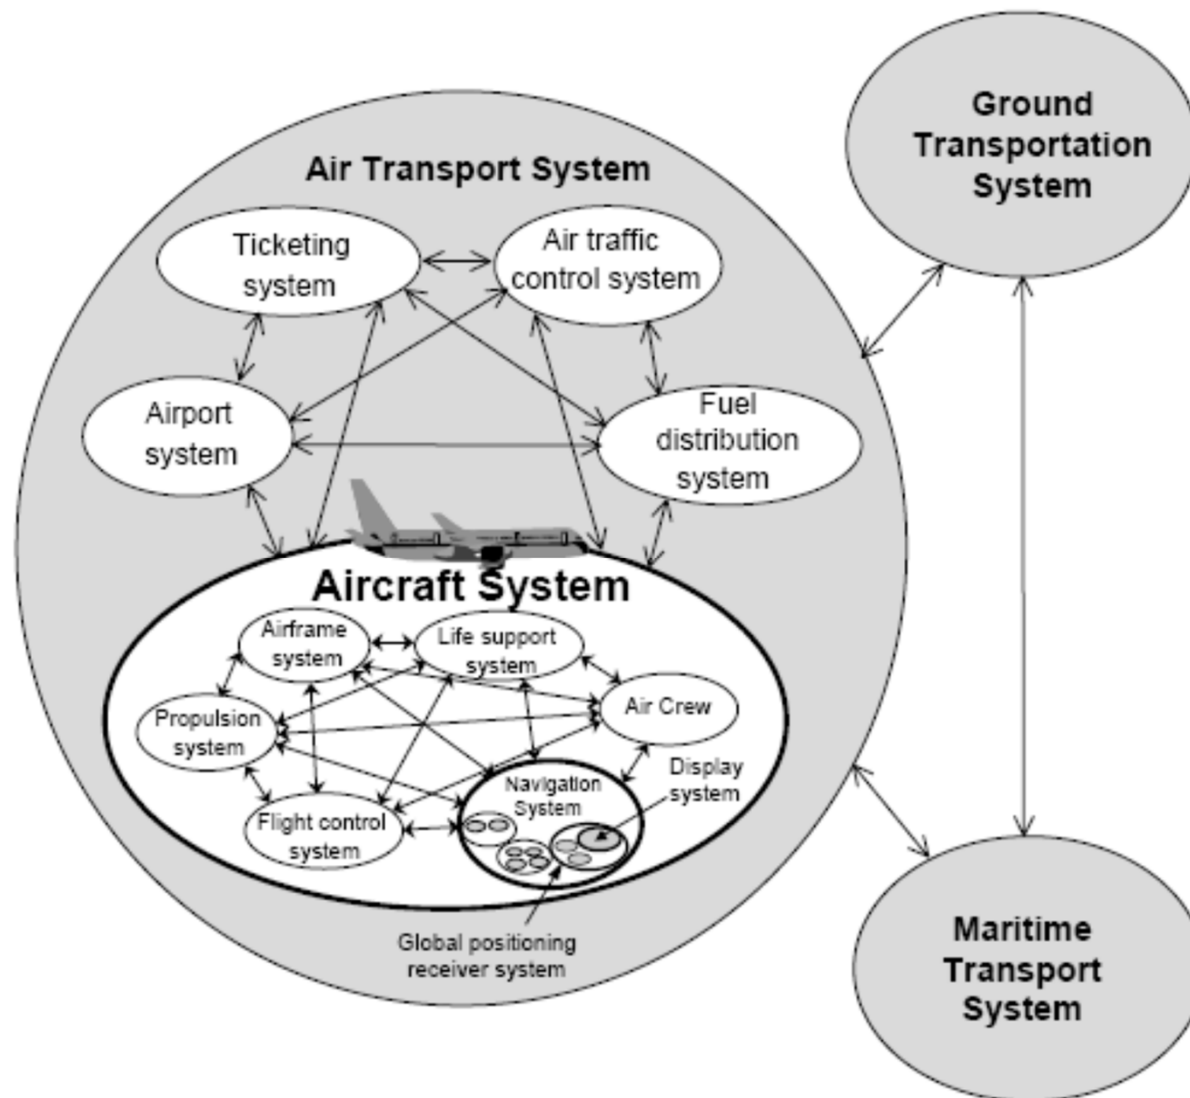 Ground
Transportation
System
Air Transport System
Ticketing
system
Air traffic
control system
Airport
system
Fuel
distribution
system
Aircraft System
Airframe
system
Life support
system
Propulsion
system
Air Crew
Navigation
System
Display
system
Flight control
system
Global positioning
receiver system
Maritime
Transport
System